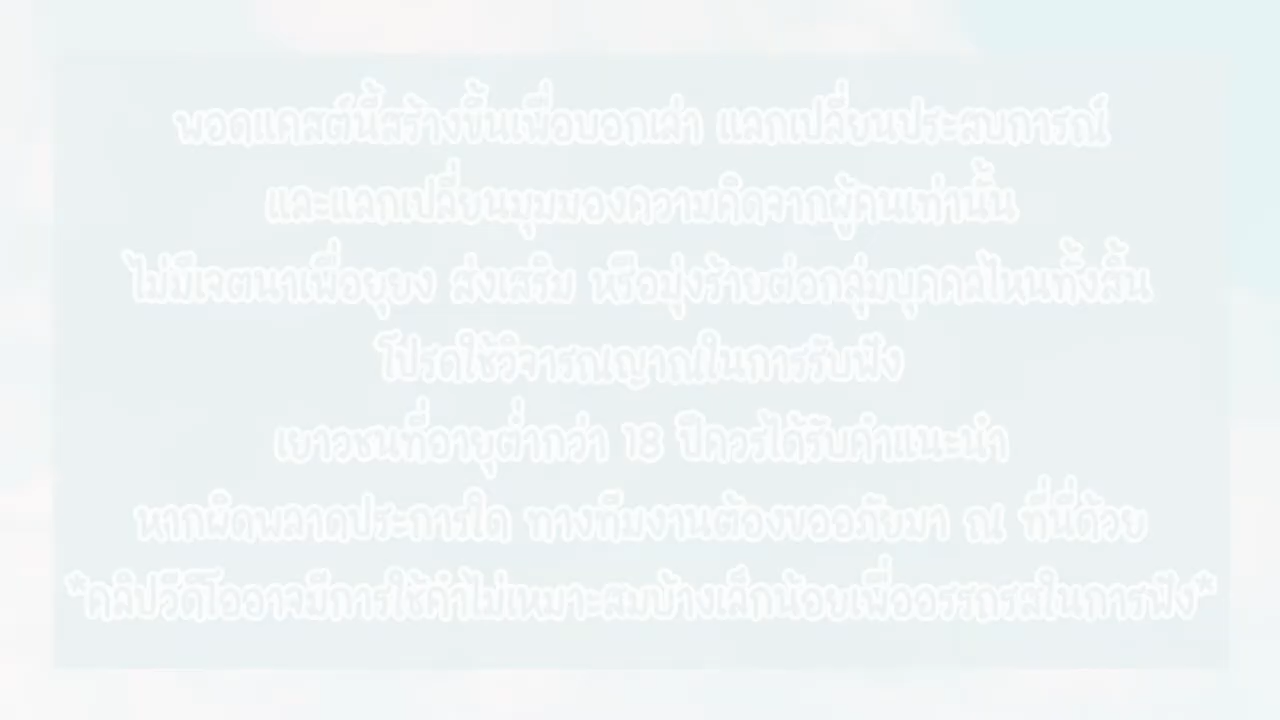 พอดแคสต์นี้สร้างขึ้นเพื่อบอกเล่า แลกเปลี่ยนประสบการณ์
และแลกเปลี่ยนมุมมองความคิดจากผู้คนเท่านั้น
ไม่มีเจตนาเพื่อยุยง ส่งเสริม หรือมุ่งร้ายต่อกลุ่มบุคคลไหนทั้งสิ้น
โปรดใช้วิจารณญาณในการรับฟัง
เยาวชนที่อายุต่ำกว่า 18 ปีควรได้รับคำแนะนำ
หากผิดพลาดประการใด ทางทีมงานต้องขออภัยมา ณ ที่นี่ด้วย
*คลิปวีดีโออาจมีการใช้คำไม่เหมาะสมบ้างเล็กน้อยเพื่ออรรถรสในการฟัง*